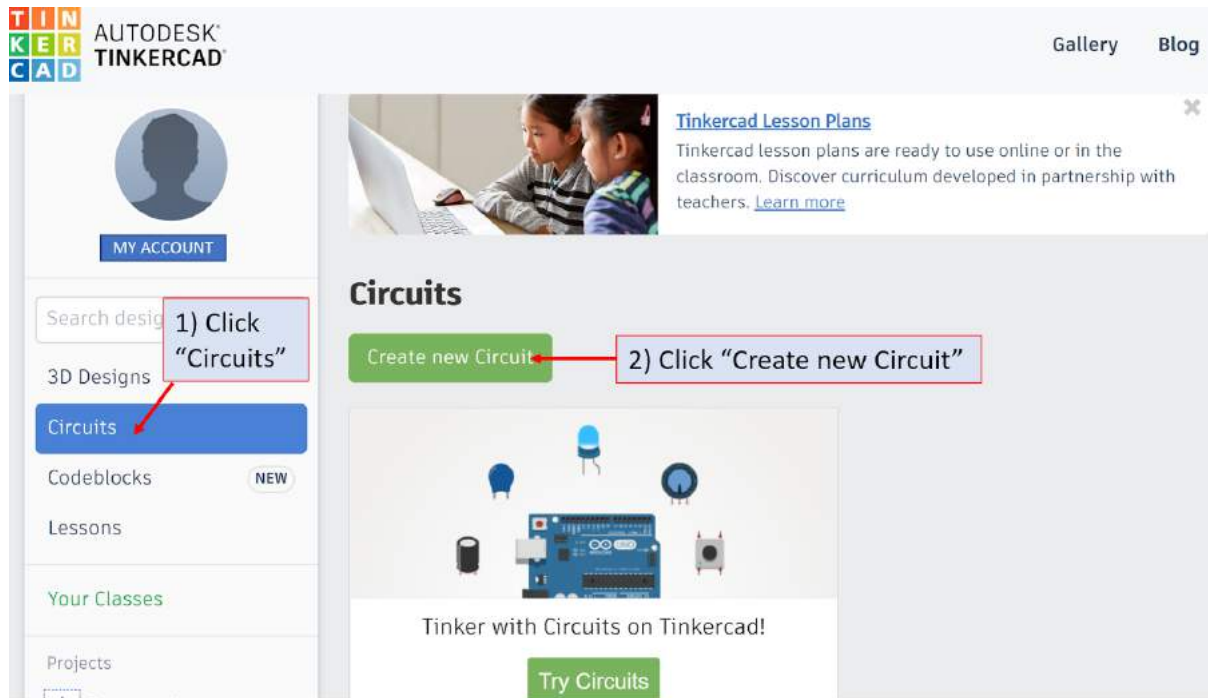 TIN
KER
CAD
AUTODESK®
TINKERCAD®
Gallery Blog
Tinkercad Lesson Plans
Tinkercad lesson plans are ready to use online or in the
classroom. Discover curriculum developed in partnership with
teachers. Learn more
MY ACCOUNT
Search desig
1) Click
"Circuits"
3D Designs
Circuits
Codeblocks NEW
Lessons
Your Classes
Projects
Circuits
Create new Circuit
2) Click "Create new Circuit"
Tinker with Circuits on Tinkercad!
Try Circuits